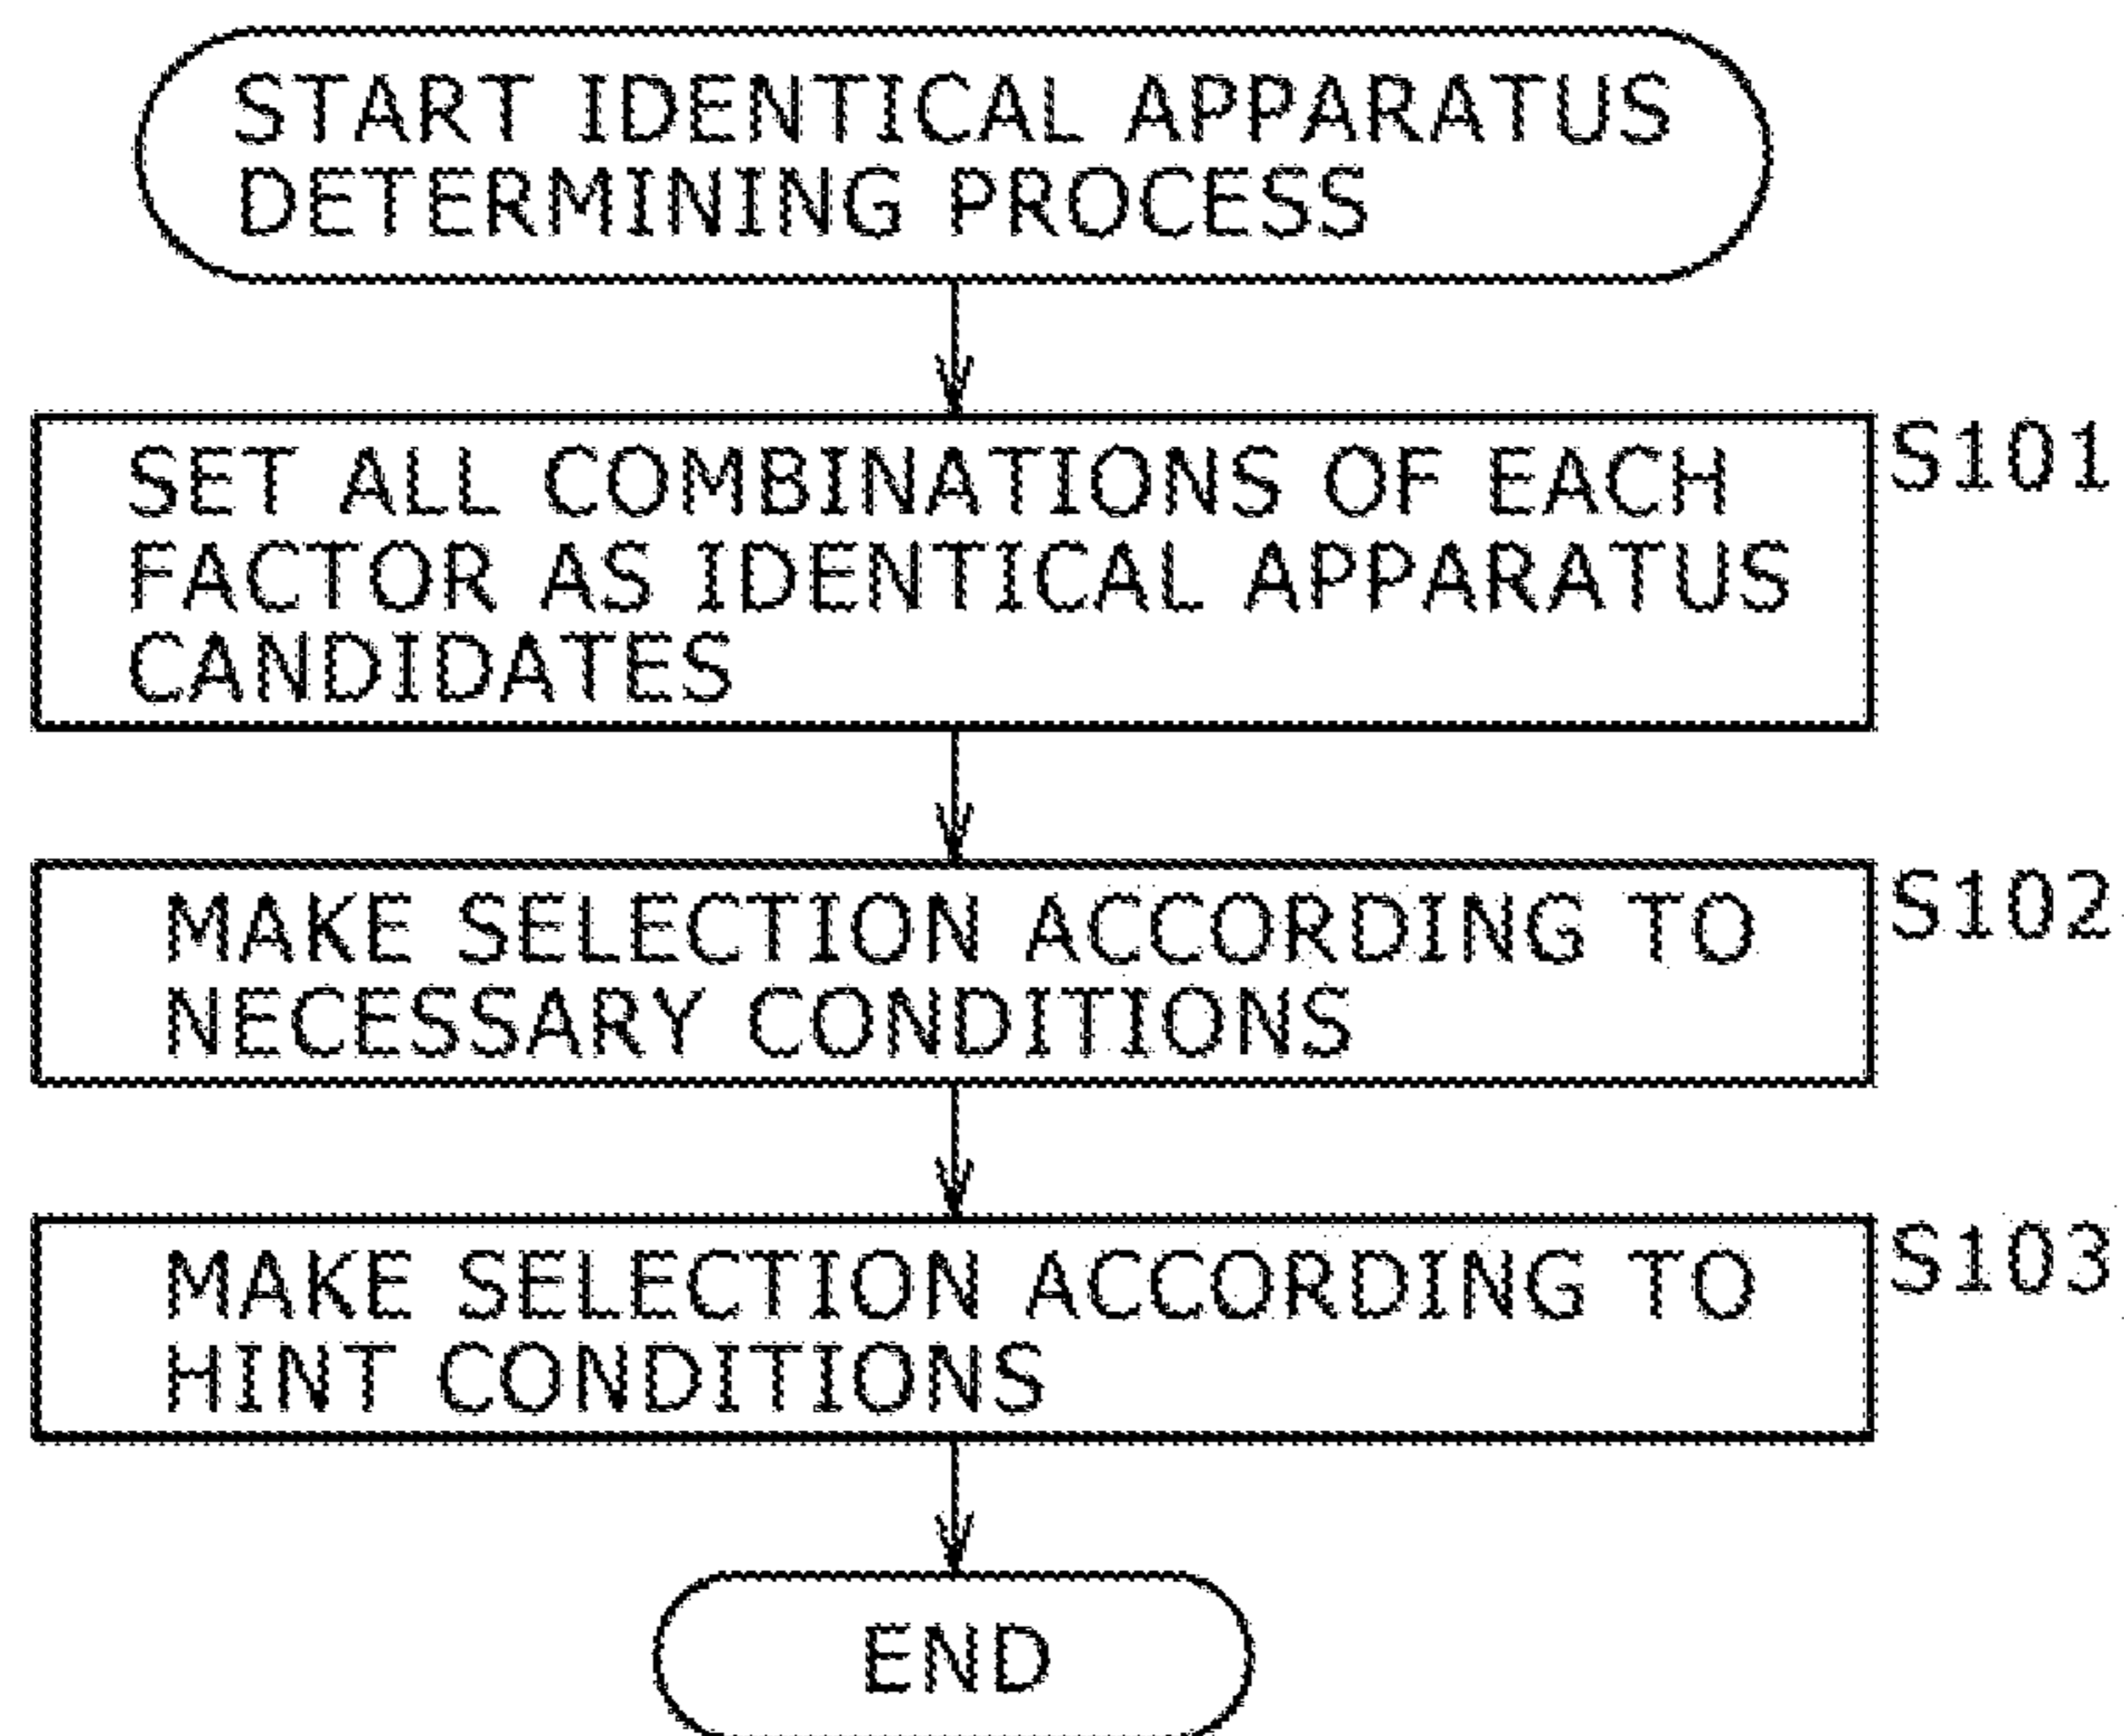 START IDENTICAL APPARATUS
DETERMINING PROCESS
SET ALL COMBINATIONS OF EACH
FACTOR AS IDENTICAL APPARATUS
CANDIDATES
S101
MAKE SELECTION ACCORDING TO
NECESSARY CONDITIONS
S102
MAKE SELECTION ACCORDING TO
HINT CONDITIONS
S103
END